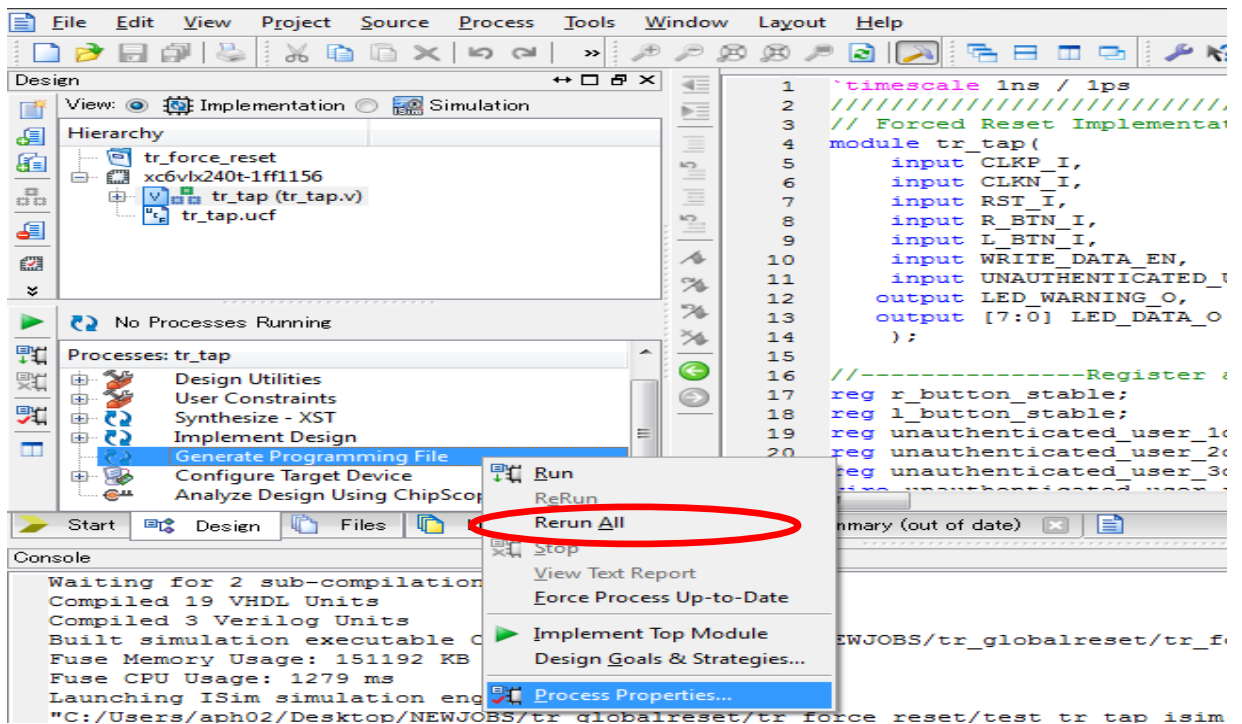 File Edit View Project Source Process Tools Window Layout Help
»
Design
View: Implementation Simulation
Hierarchy
tr_force_reset
xc6vlx240t-1ff1156
tr_tap (tr_tap.v)
tr_tap.ucf
No Processes Running
Processes: tr_tap
Design Utilities
User Constraints
Synthesize - XST
Implement Design
Generate Programming File
Configure Target Device
Analyze Design Using ChipScop
Start Design Files
Run
ReRun
Rerun All
Stop
View Text Report
Force Process Up-to-Date
Implement Top Module
Design Goals & Strategies...
Process Properties...
1 `timescale 1ns / 1ps
2 ///////////////////////////
3 // Forced Reset Implementat
4 module tr_tap(
5 input CLKP_I,
6 input CLKN_I,
7 input RST_I,
8 input R_BTN_I,
9 input L_BTN_I,
10 input WRITE_DATA_EN,
11 input UNAUTHENTICATED_U
12 output LED_WARNING_O,
13 output [7:0] LED_DATA_O
14 );
15
16 //---------------Register a
17 reg r_button_stable;
18 reg l_button_stable;
19 reg unauthenticated_user_1d
20 reg unauthenticated_user_2d
reg unauthenticated_user_3d
nmary (out of date)
Console
Waiting for 2 sub-compilation
Compiled 19 VHDL Units
Compiled 3 Verilog Units
Built simulation executable C EWJOBS/tr_globalreset/tr_fo
Fuse Memory Usage: 151192 KB
Fuse CPU Usage: 1279 ms
Launching ISim simulation eng
"C:/Users/aph02/Desktop/NEWJOBS/tr_globalreset/tr_force_reset/test_tr_tap_isim